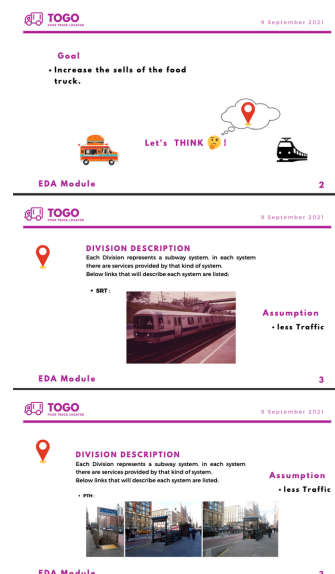 TOGO
FOOD TRUCK LOCATOR
9 September 2021
Goal
• Increase the sells of the food
truck.
Let's THINK 🤔 !
EDA Module
2
TOGO
FOOD TRUCK LOCATOR
9 September 2021
DIVISION DESCRIPTION
Each Division represents a subway system. in each system
there are services provided by that kind of system.
Below links that will describe each system are listed:
• SRT :
Assumption
• less Traffic
EDA Module
3
TOGO
FOOD TRUCK LOCATOR
9 September 2021
DIVISION DESCRIPTION
Each Division represents a subway system. in each system
there are services provided by that kind of system.
Below links that will describe each system are listed:
• PTH :
Assumption
• less Traffic
EDA Module